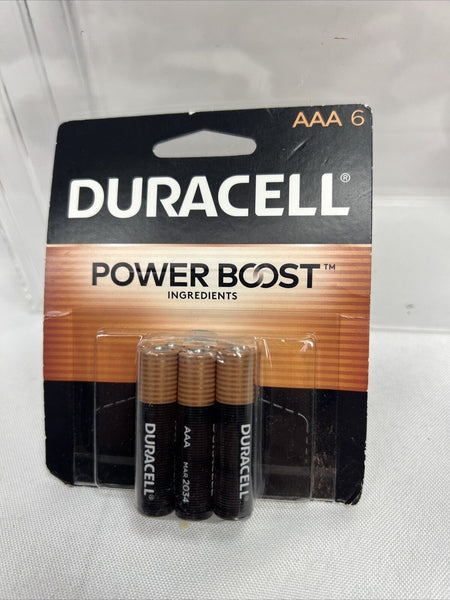 AAA 6
DURACELL®
POWER BOOST™
INGREDIENTS
DURACELL®
AAA MAR 2034
DURACELL®